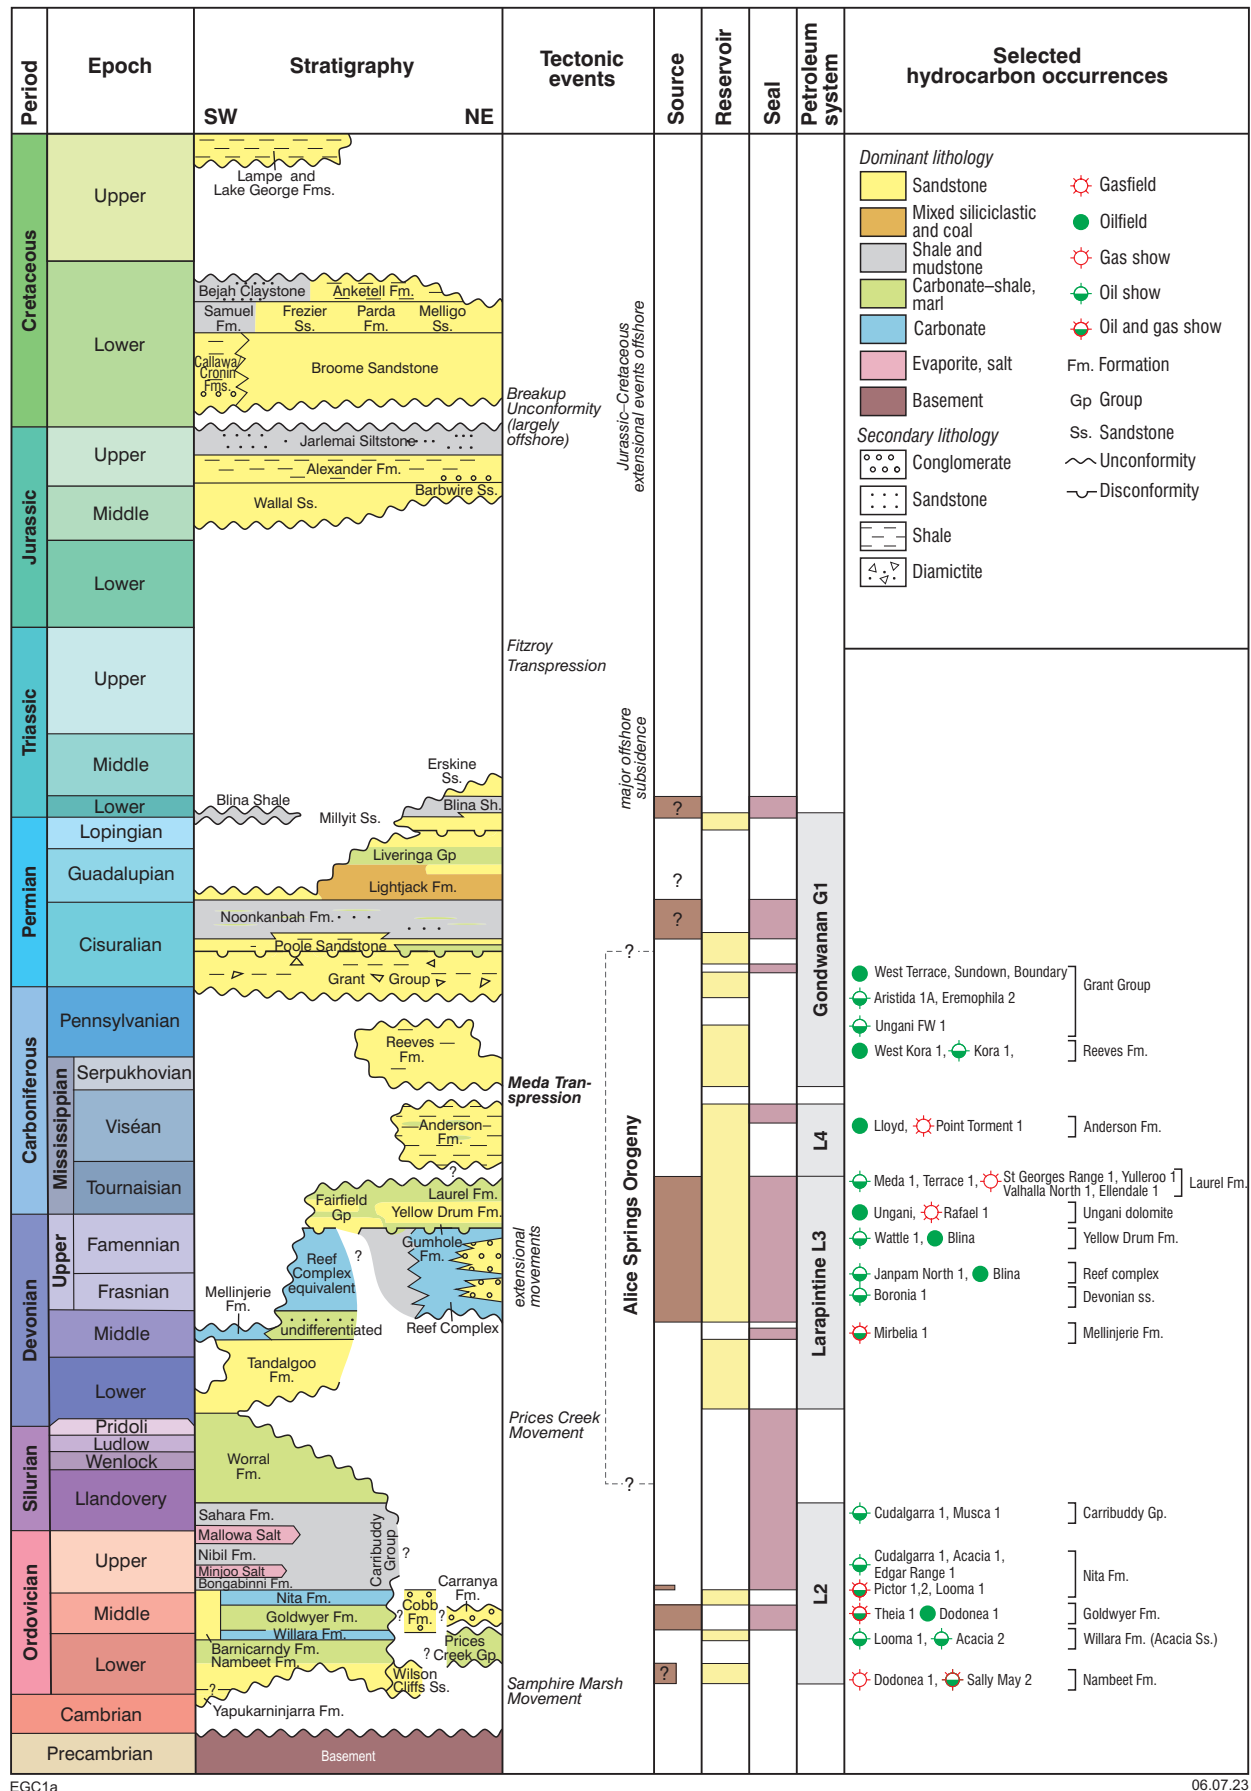 Period
Epoch
Stratigraphy
SW
NE
Tectonic
events
Source
Reservoir
Seal
Petroleum
system
Selected
hydrocarbon occurrences
Cretaceous
Upper
Lower
Jurassic
Upper
Middle
Lower
Triassic
Upper
Middle
Lower
Permian
Lopingian
Guadalupian
Cisuralian
Carboniferous
Pennsylvanian
Mississippian
Serpukhovian
Viséan
Tournaisian
Devonian
Upper
Famennian
Frasnian
Middle
Lower
Silurian
Pridoli
Ludlow
Wenlock
Llandovery
Ordovician
Upper
Middle
Lower
Cambrian
Precambrian
Lampe and
Lake George Fms.
Bejah Claystone
Anketell Fm.
Samuel
Fm.
Frezier
Ss.
Parda
Fm.
Melligo
Ss.
Callawa/
Cronin
Fms.
Broome Sandstone
Jarlemai Siltstone
Alexander Fm.
Barbwire Ss.
Wallal Ss.
Erskine
Ss.
Blina Shale
Blina Sh.
Millyit Ss.
Liveringa Gp
Lightjack Fm.
Noonkanbah Fm.
Poole Sandstone
Grant Group
Reeves
Fm.
Anderson
Fm.
?
Fairfield
Gp
Laurel Fm.
Yellow Drum Fm.
Gumhole
Fm.
Reef
Complex
equivalent
?
Mellinjerie
Fm.
undifferentiated
Reef Complex
Tandalgoo
Fm.
Worral
Fm.
Sahara Fm.
Mallowa Salt
Nibil Fm.
Minjoo Salt
Bongabinni Fm.
Carribuddy
Group
?
Nita Fm.
Goldwyer Fm.
Willara Fm.
Cobb
Fm.
?
?
Carranya
Fm.
Barnicarndy Fm.
Nambeet Fm.
?
Prices
Creek Gp
Wilson
Cliffs Ss.
?
Yapukarninjarra Fm.
Basement
Breakup
Unconformity
(largely
offshore)
Jurassic–Cretaceous
extensional events offshore
Fitzroy
Transpression
major offshore
subsidence
Meda Tran-
spression
Alice Springs Orogeny
?
?
extensional
movements
Prices Creek
Movement
Samphire Marsh
Movement
?
?
?
?
Gondwanan G1
L4
Larapintine L3
L2
Dominant lithology
Sandstone
Mixed siliciclastic
and coal
Shale and
mudstone
Carbonate–shale,
marl
Carbonate
Evaporite, salt
Basement
Secondary lithology
Conglomerate
Sandstone
Shale
Diamictite
Gasfield
Oilfield
Gas show
Oil show
Oil and gas show
Fm. Formation
Gp Group
Ss. Sandstone
Unconformity
Disconformity
West Terrace, Sundown, Boundary
Aristida 1A, Eremophila 2
Grant Group
Ungani FW 1
West Kora 1, Kora 1,
Reeves Fm.
Lloyd, Point Torment 1
Anderson Fm.
Meda 1, Terrace 1, St Georges Range 1, Yulleroo 1
Valhalla North 1, Ellendale 1
Laurel Fm.
Ungani, Rafael 1
Ungani dolomite
Wattle 1, Blina
Yellow Drum Fm.
Janpam North 1, Blina
Reef complex
Boronia 1
Devonian ss.
Mirbelia 1
Mellinjerie Fm.
Cudalgarra 1, Musca 1
Carribuddy Gp.
Cudalgarra 1, Acacia 1,
Edgar Range 1
Nita Fm.
Pictor 1,2, Looma 1
Theia 1 Dodonea 1
Goldwyer Fm.
Looma 1, Acacia 2
Willara Fm. (Acacia Ss.)
Dodonea 1, Sally May 2
Nambeet Fm.
EGC1a
06.07.23